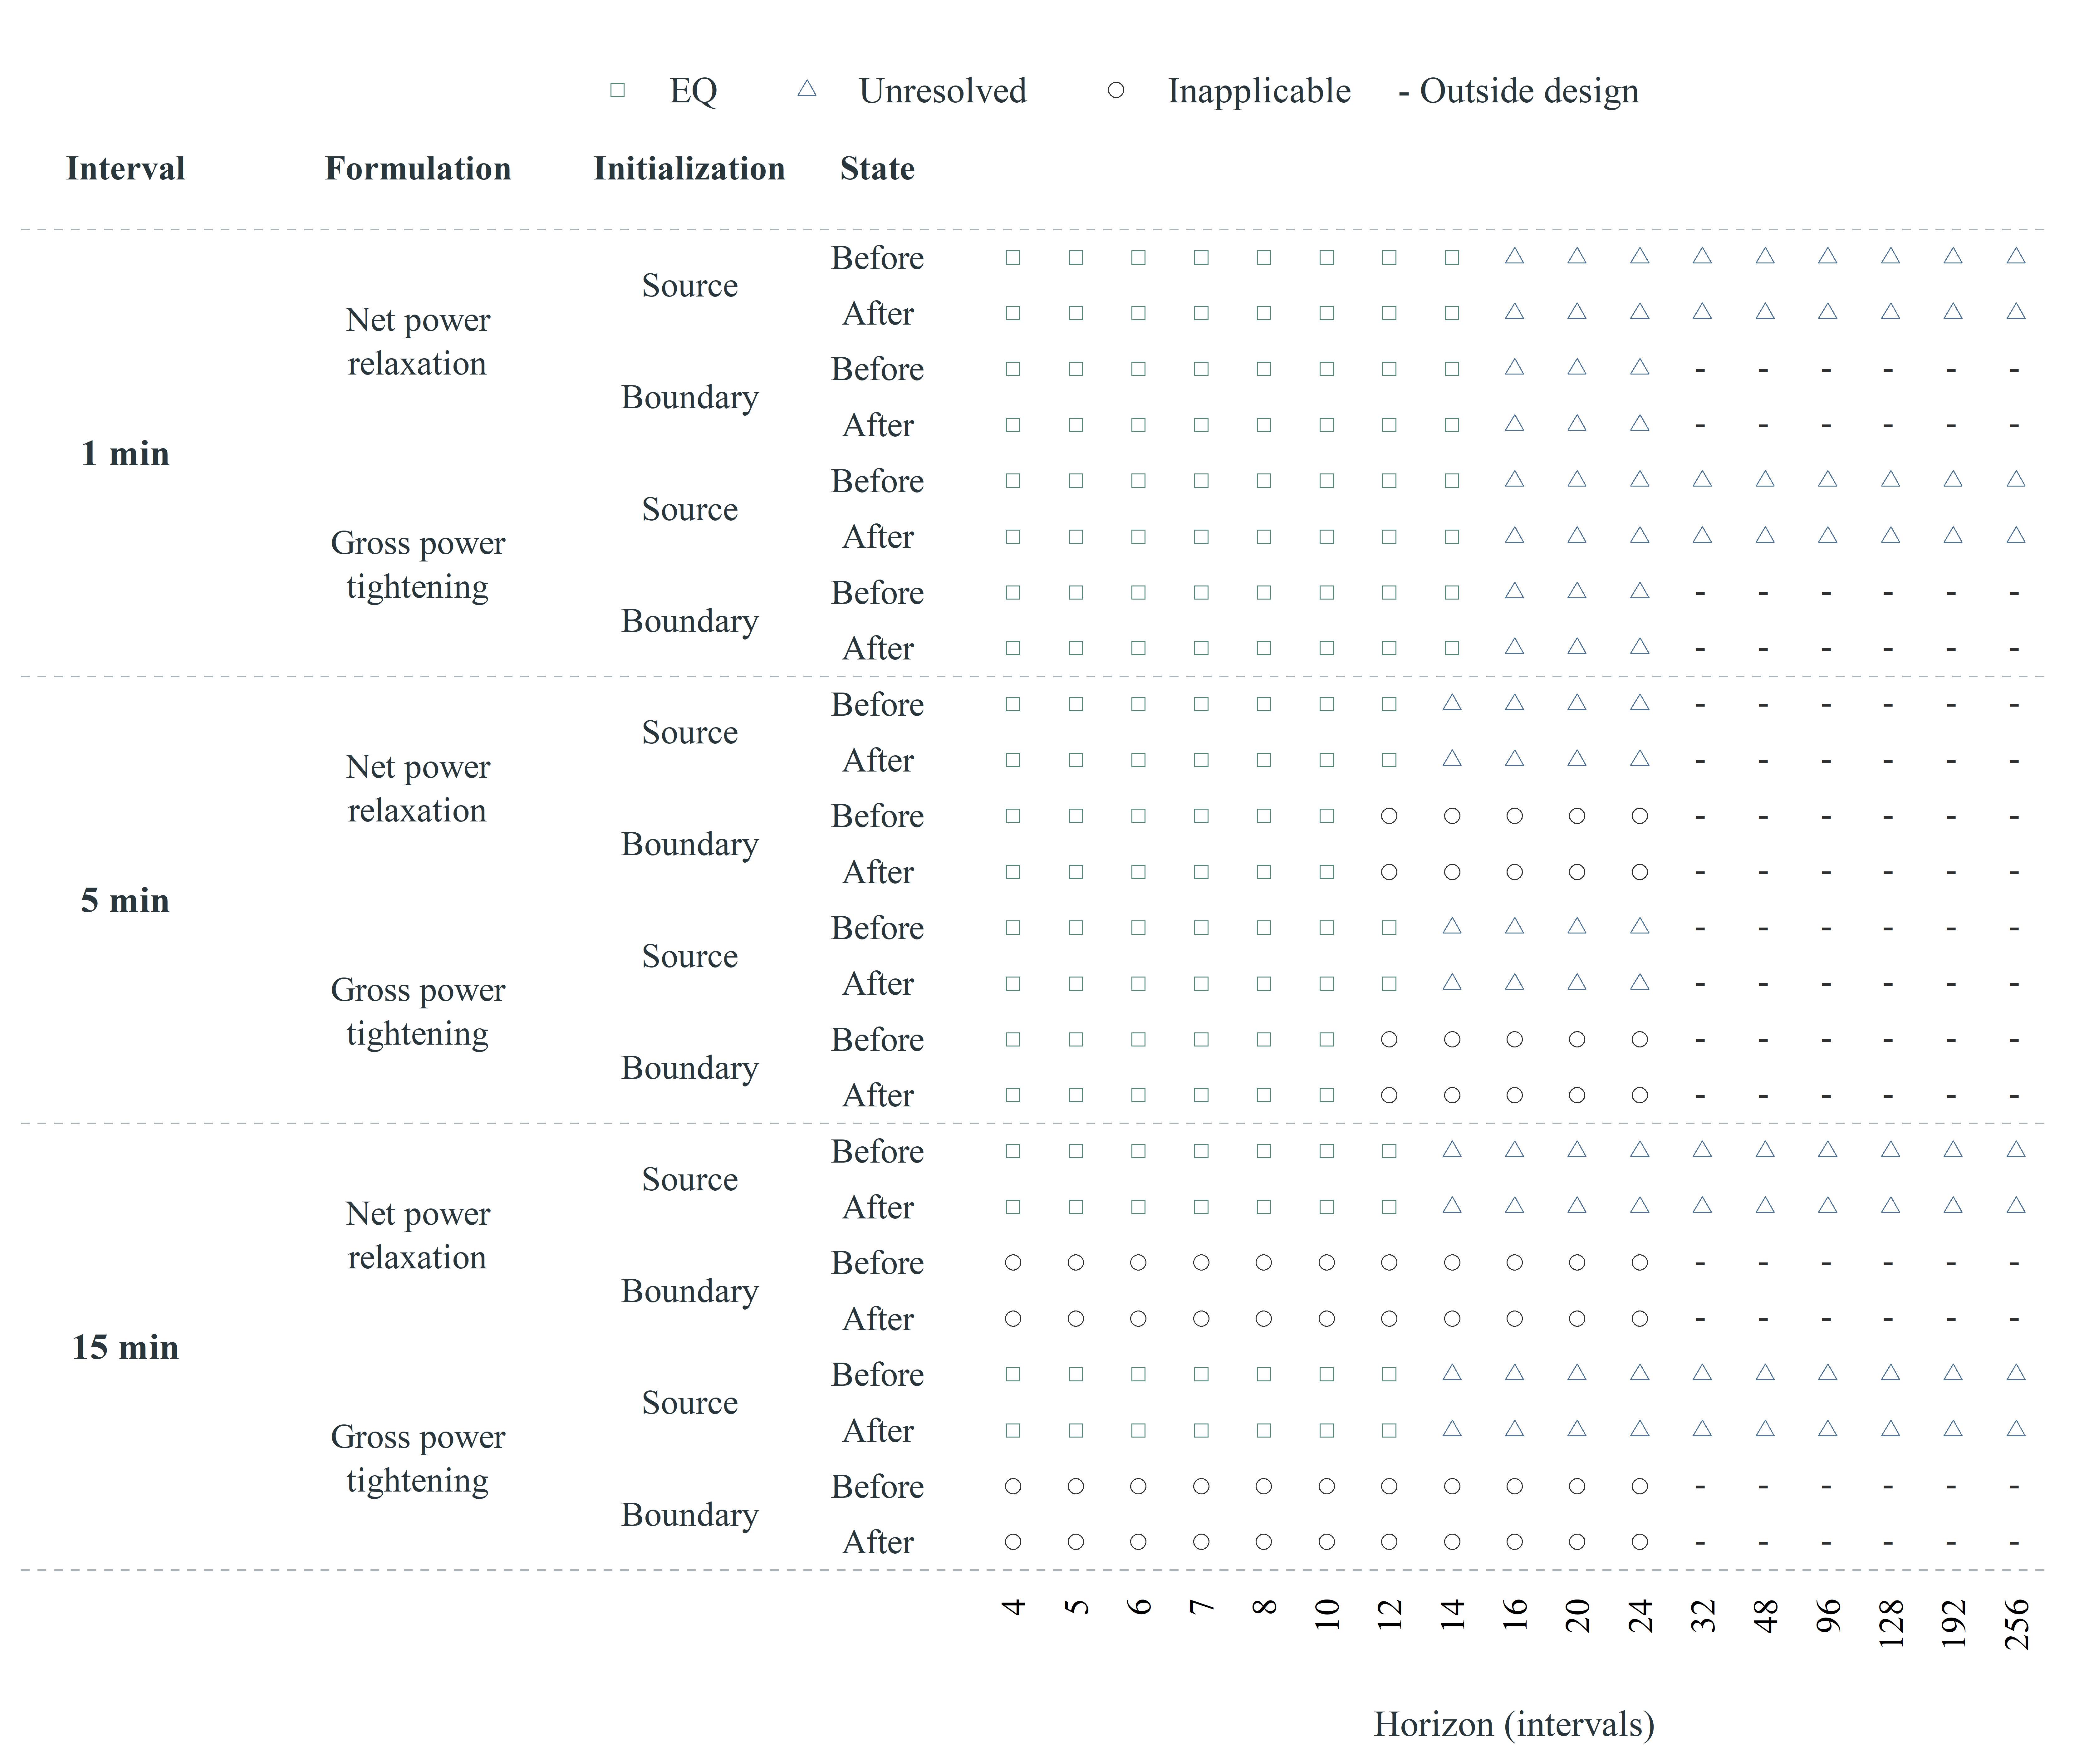 □ EQ △ Unresolved ○ Inapplicable - Outside design
Interval Formulation Initialization State
1 min
Net power
relaxation
Source
Before □ □ □ □ □ □ □ □ △ △ △ △ △ △ △ △ △
After □ □ □ □ □ □ □ □ △ △ △ △ △ △ △ △ △
Boundary
Before □ □ □ □ □ □ □ □ △ △ △ - - - - - -
After □ □ □ □ □ □ □ □ △ △ △ - - - - - -
Gross power
tightening
Source
Before □ □ □ □ □ □ □ □ △ △ △ △ △ △ △ △ △
After □ □ □ □ □ □ □ □ △ △ △ △ △ △ △ △ △
Boundary
Before □ □ □ □ □ □ □ □ △ △ △ - - - - - -
After □ □ □ □ □ □ □ □ △ △ △ - - - - - -
5 min
Net power
relaxation
Source
Before □ □ □ □ □ □ □ △ △ △ △ - - - - - -
After □ □ □ □ □ □ □ △ △ △ △ - - - - - -
Boundary
Before □ □ □ □ □ □ ○ ○ ○ ○ ○ - - - - - -
After □ □ □ □ □ □ ○ ○ ○ ○ ○ - - - - - -
Gross power
tightening
Source
Before □ □ □ □ □ □ □ △ △ △ △ - - - - - -
After □ □ □ □ □ □ □ △ △ △ △ - - - - - -
Boundary
Before □ □ □ □ □ □ ○ ○ ○ ○ ○ - - - - - -
After □ □ □ □ □ □ ○ ○ ○ ○ ○ - - - - - -
15 min
Net power
relaxation
Source
Before □ □ □ □ □ □ □ △ △ △ △ △ △ △ △ △ △
After □ □ □ □ □ □ □ △ △ △ △ △ △ △ △ △ △
Boundary
Before ○ ○ ○ ○ ○ ○ ○ ○ ○ ○ ○ - - - - - -
After ○ ○ ○ ○ ○ ○ ○ ○ ○ ○ ○ - - - - - -
Gross power
tightening
Source
Before □ □ □ □ □ □ □ △ △ △ △ △ △ △ △ △ △
After □ □ □ □ □ □ □ △ △ △ △ △ △ △ △ △ △
Boundary
Before ○ ○ ○ ○ ○ ○ ○ ○ ○ ○ ○ - - - - - -
After ○ ○ ○ ○ ○ ○ ○ ○ ○ ○ ○ - - - - - -
4 5 6 7 8 10 12 14 16 20 24 32 48 96 128 192 256
Horizon (intervals)